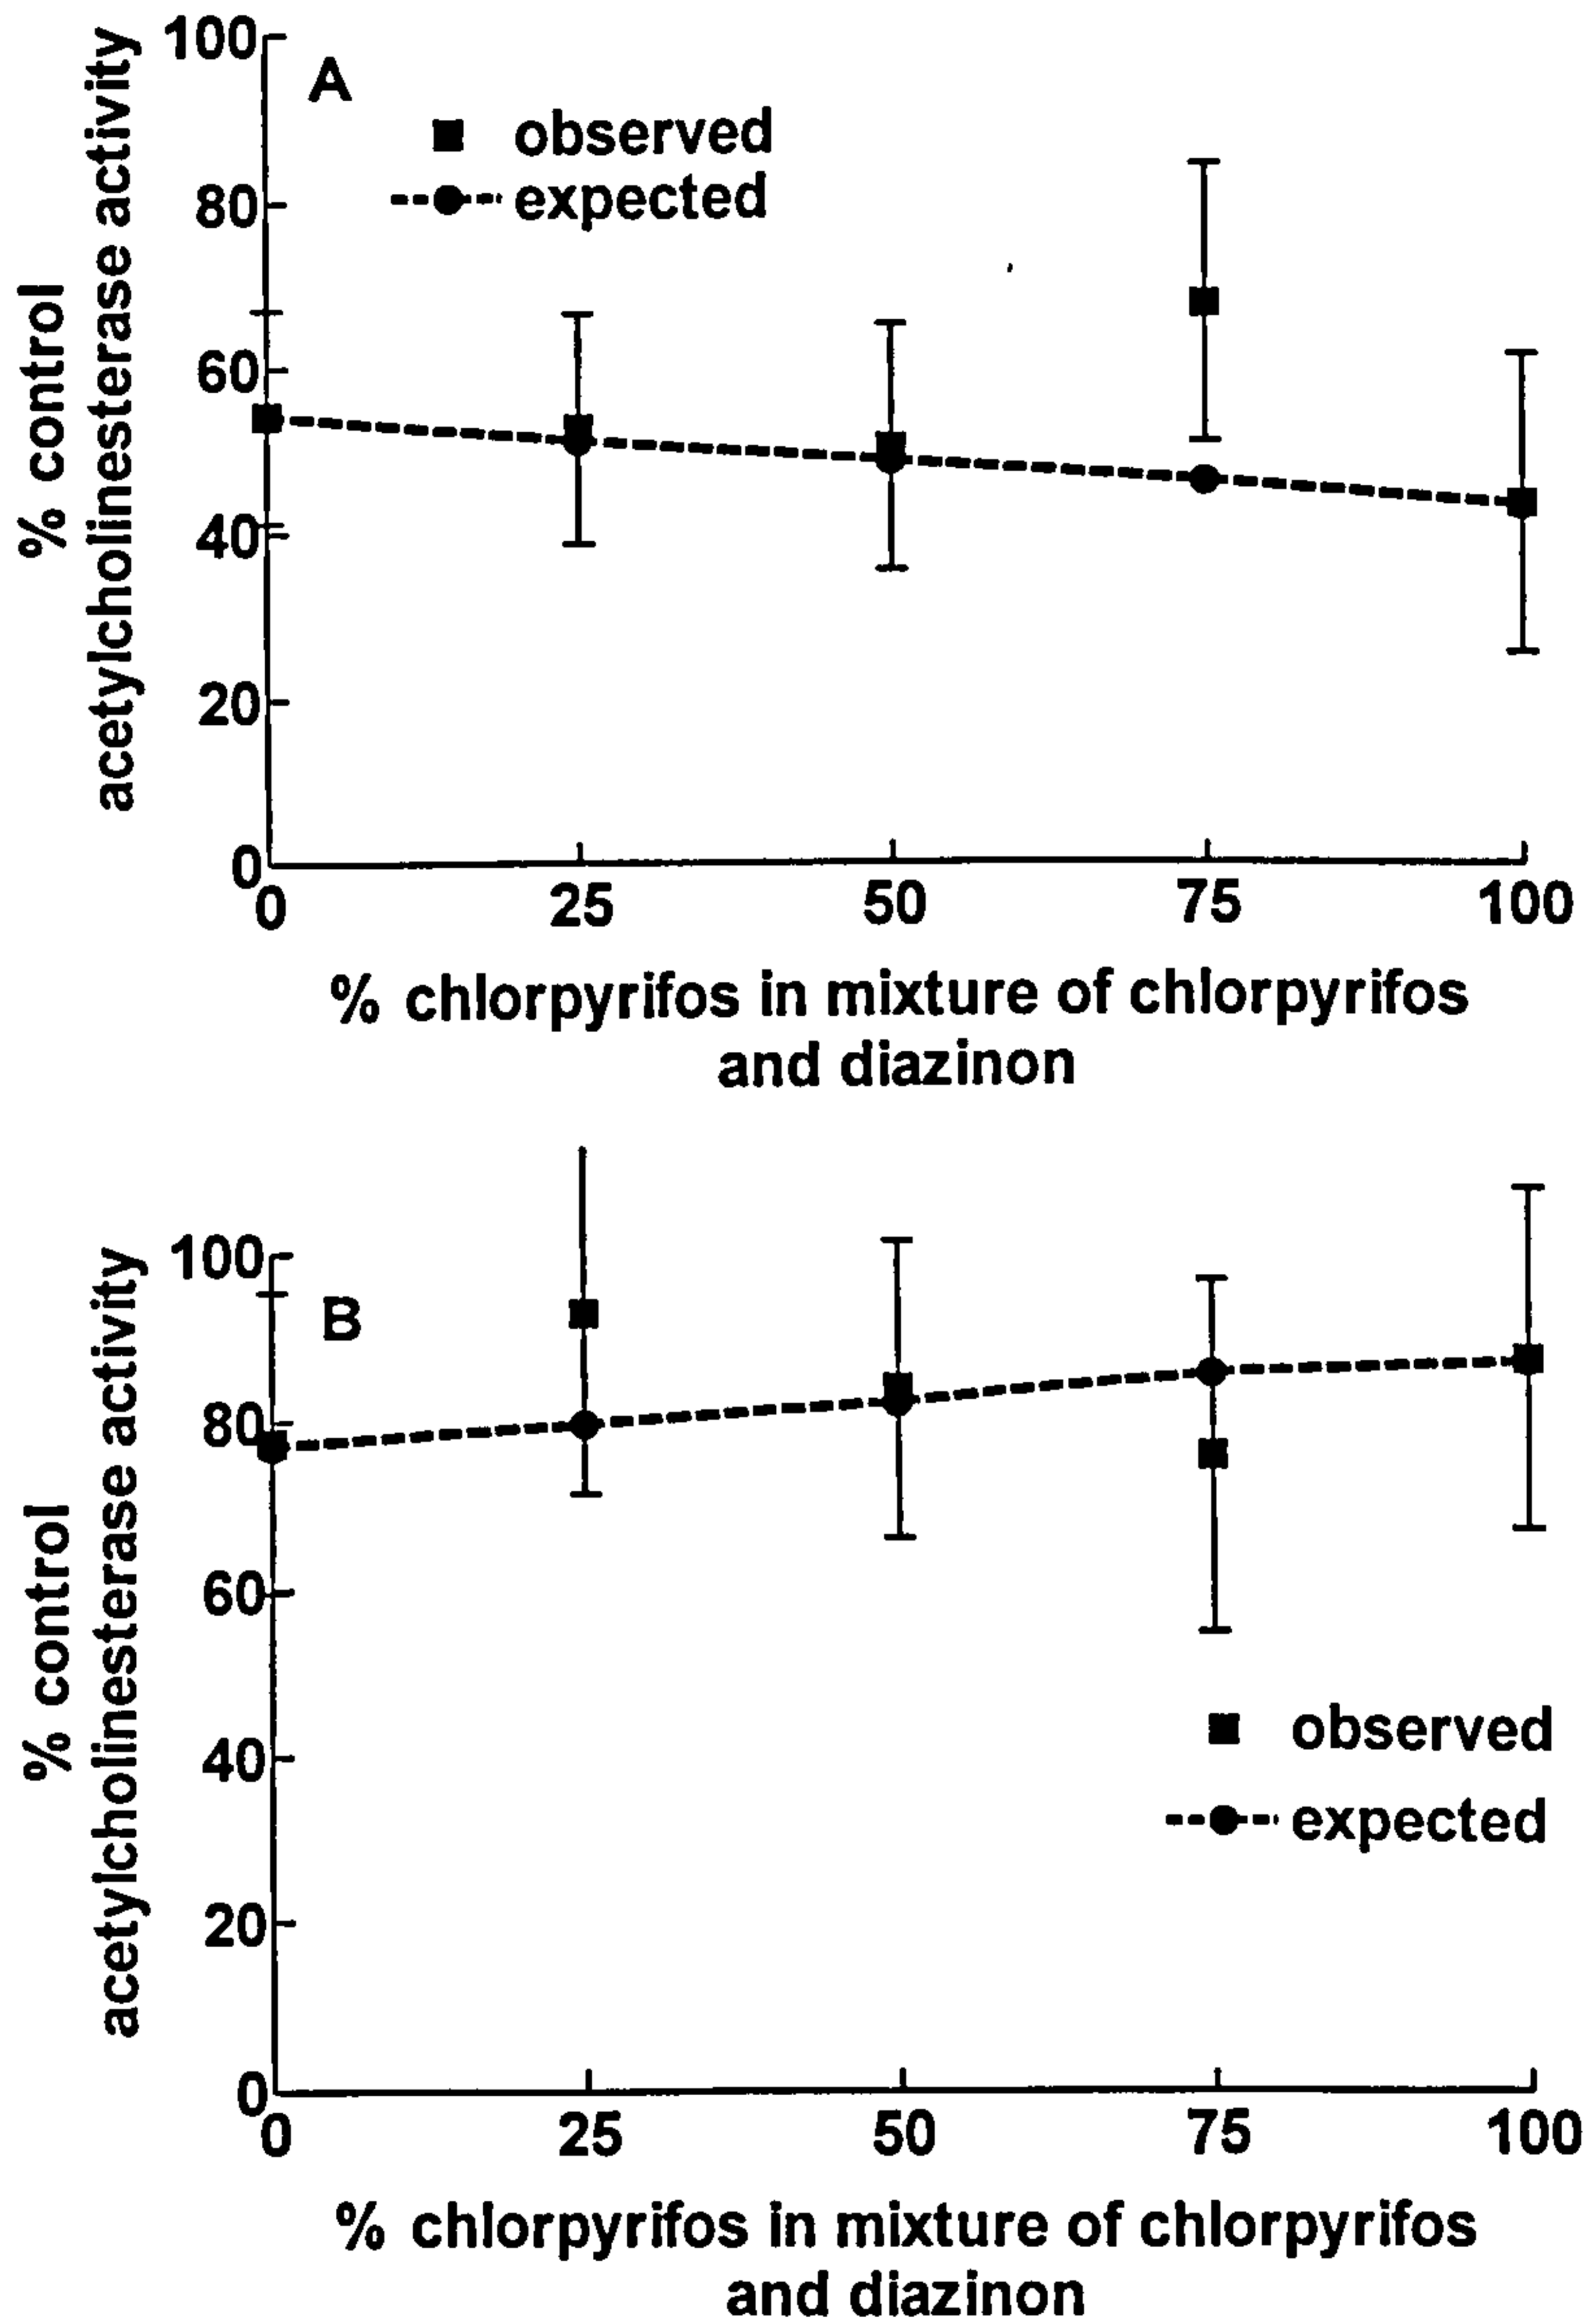 % control
acetylcholinesterase activity
100
80
60
40
20
0
A
observed
expected
0 25 50 75 100
% chlorpyrifos in mixture of chlorpyrifos
and diazinon
% control
acetylcholinesterase activity
100
80
60
40
20
0
B
observed
expected
0 25 50 75 100
% chlorpyrifos in mixture of chlorpyrifos
and diazinon